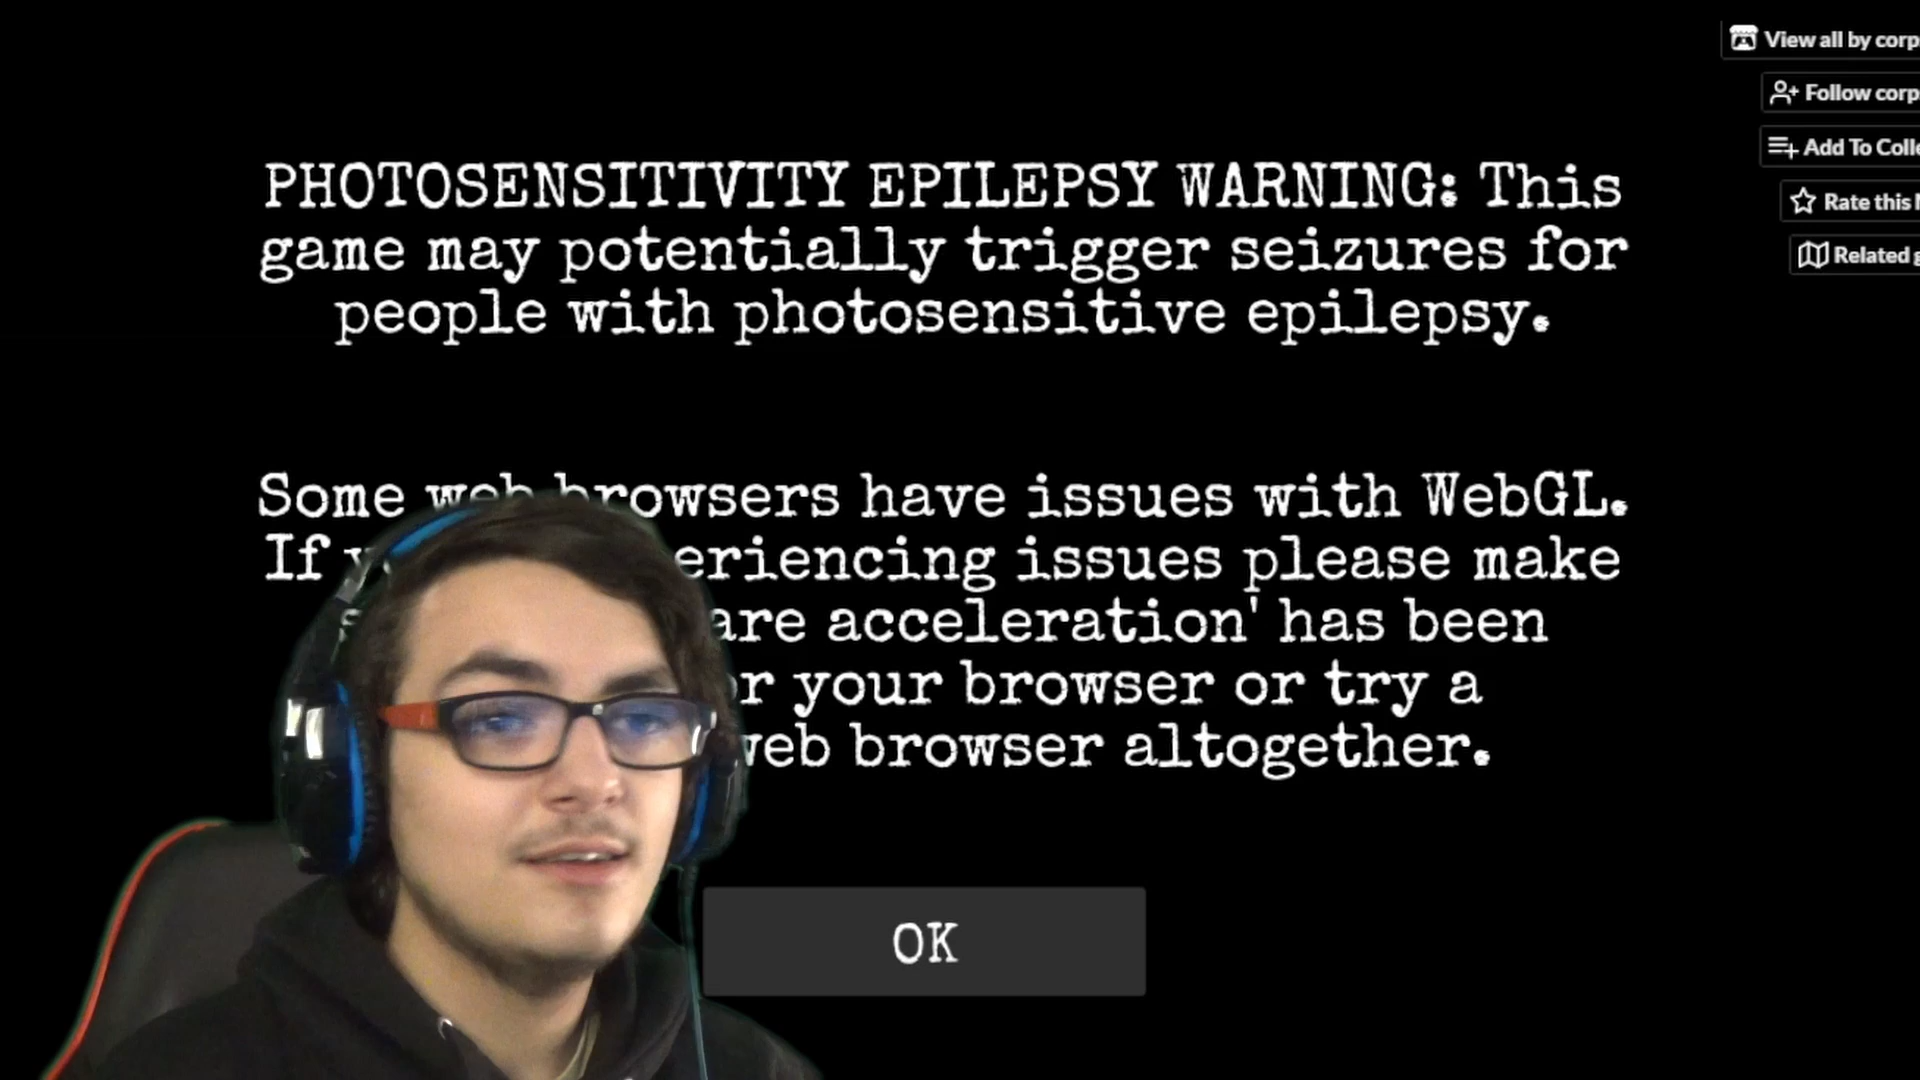 View all by corp
Follow corp
Add To Colle
Rate this
Related g
PHOTOSENSITIVITY EPILEPSY WARNING: This
game may potentially trigger seizures for
people with photosensitive epilepsy.
Some web browsers have issues with WebGL.
If eriencing issues please make
are acceleration' has been
r your browser or try a
web browser altogether.
OK